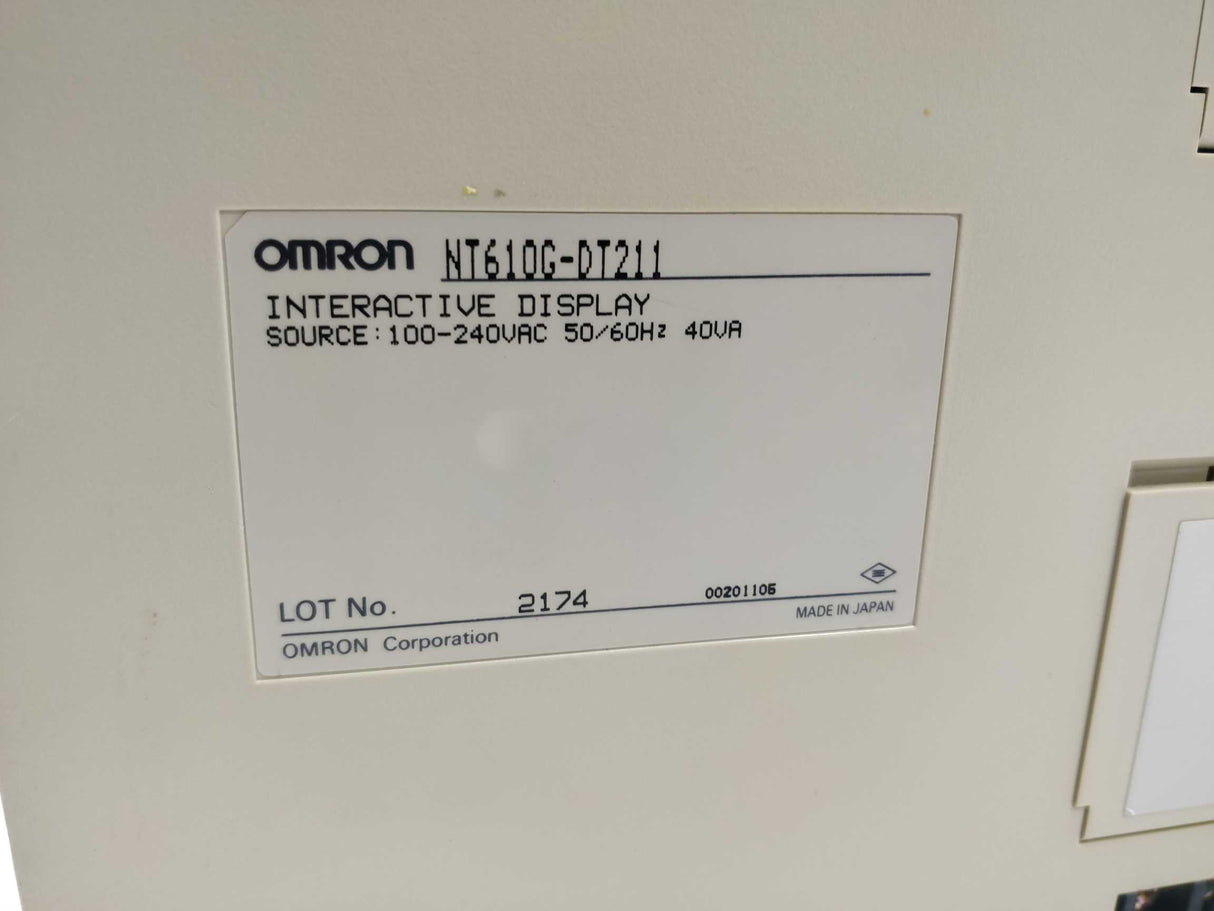 OMRON NT610G-DT211
INTERACTIVE DISPLAY
SOURCE:100-240VAC 50/60Hz 40VA
LOT No. 2174 00201105
OMRON Corporation MADE IN JAPAN